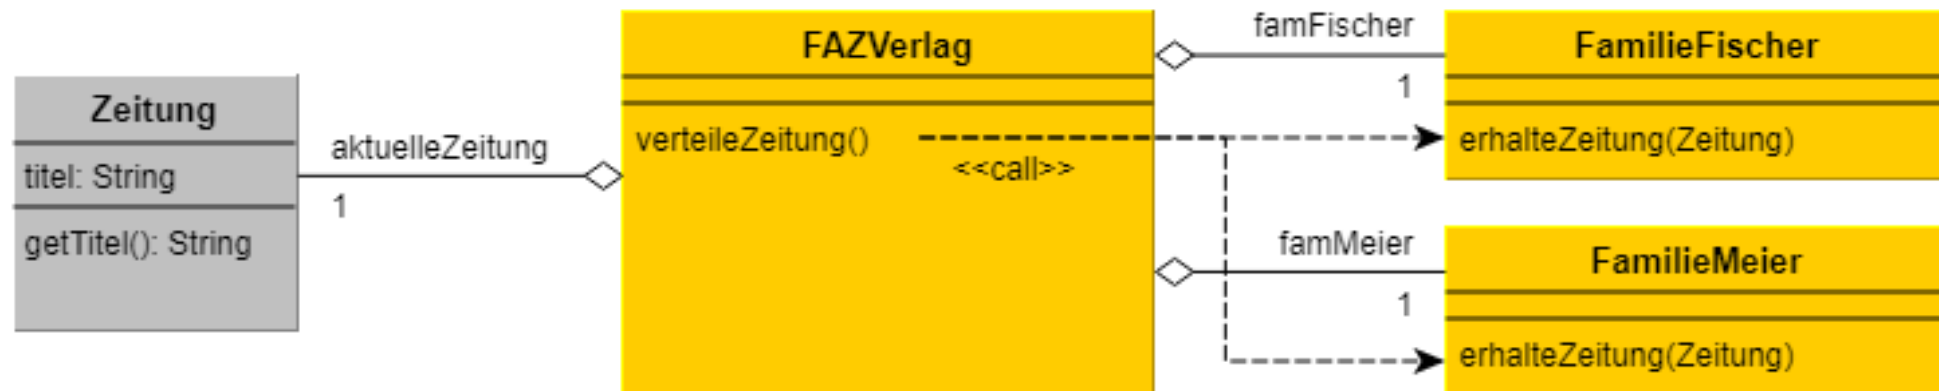 Zeitung
titel: String
getTitel(): String
aktuelleZeitung
1
FAZVerlag
verteileZeitung()
<<call>>
famFischer
1
FamilieFischer
erhalteZeitung(Zeitung)
famMeier
1
FamilieMeier
erhalteZeitung(Zeitung)